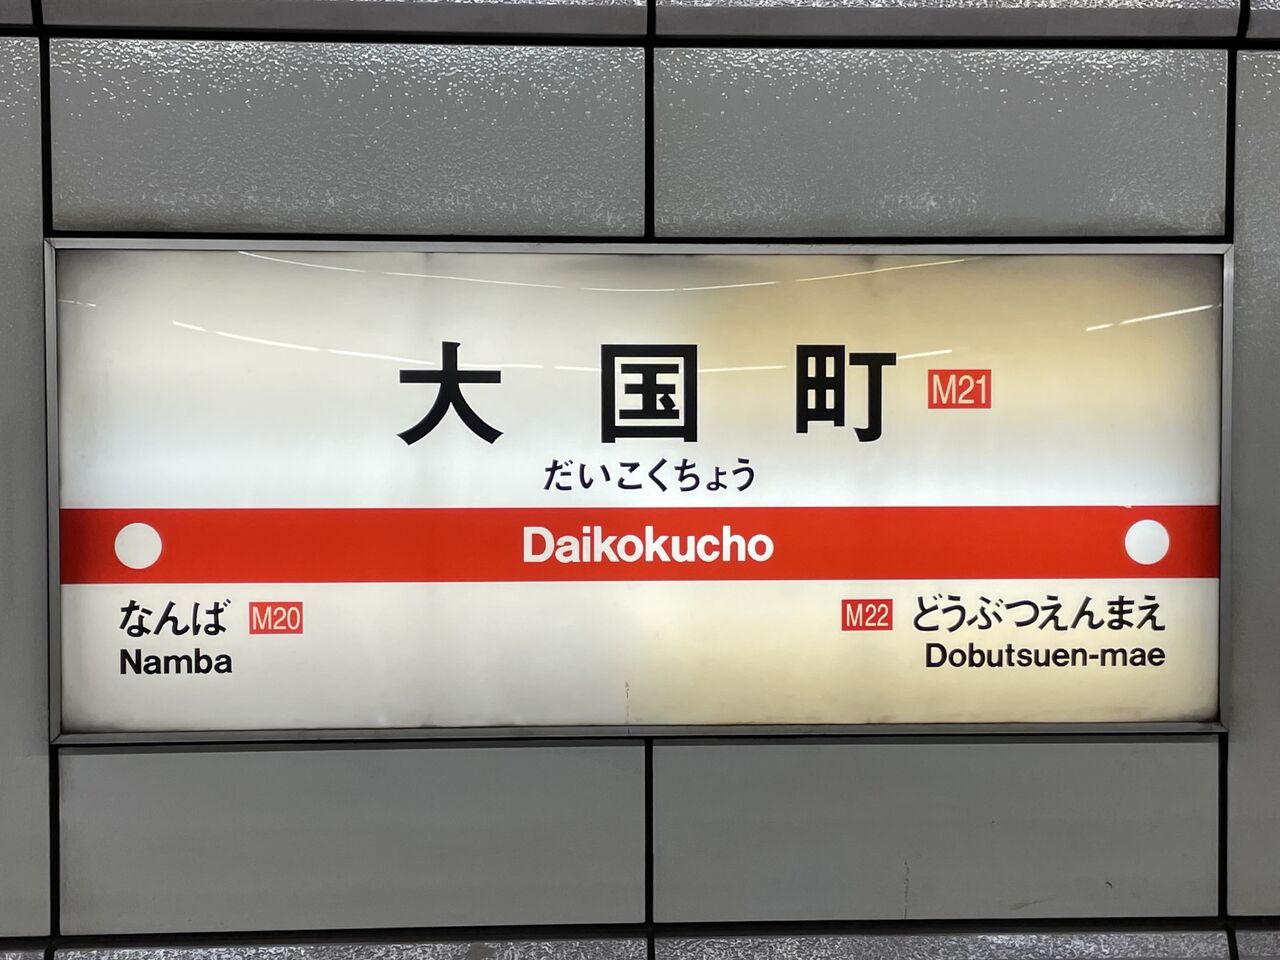 大国町 M21
だいこくちょう
Daikokucho
なんば M20
Namba
M22 どうぶつえんまえ
Dobutsuen-mae